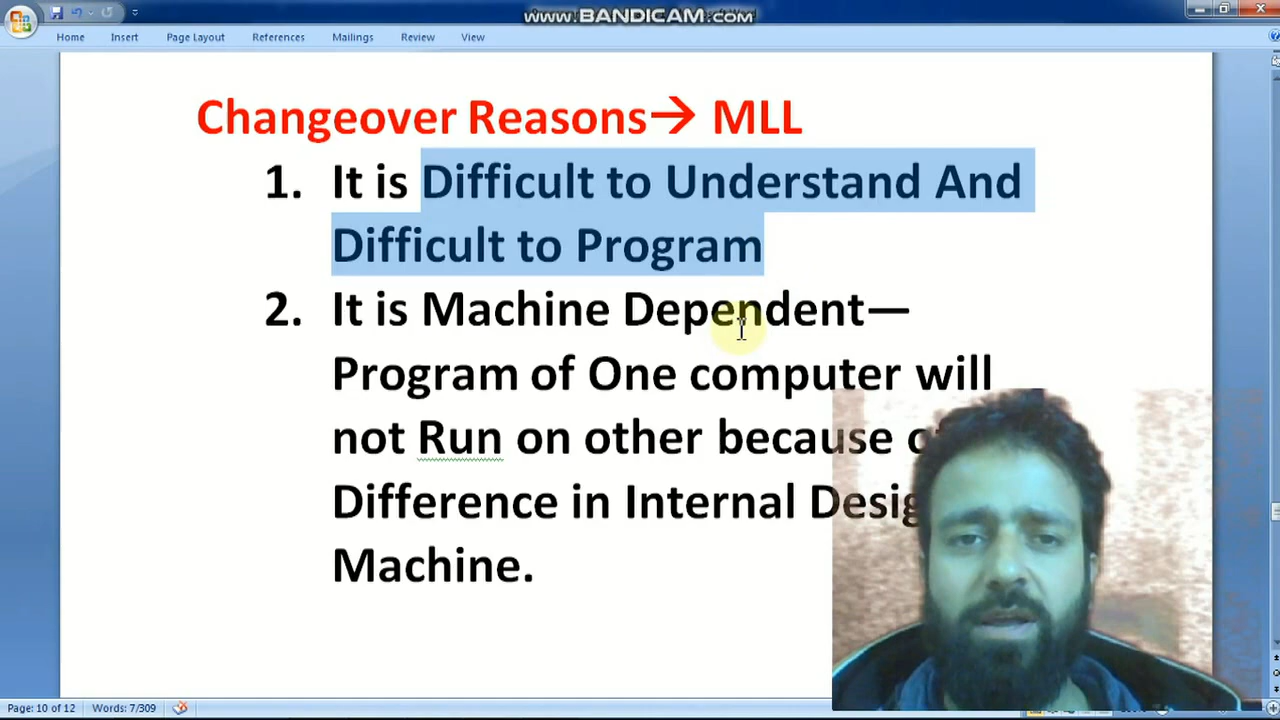 www.BANDICAM.com
Home Insert Page Layout References Mailings Review View
Changeover Reasons→ MLL
1. It is Difficult to Understand And
Difficult to Program
2. It is Machine Dependent—
Program of One computer will
not Run on other because
Difference in Internal
Machine.
Page: 10 of 12 Words: 7/309